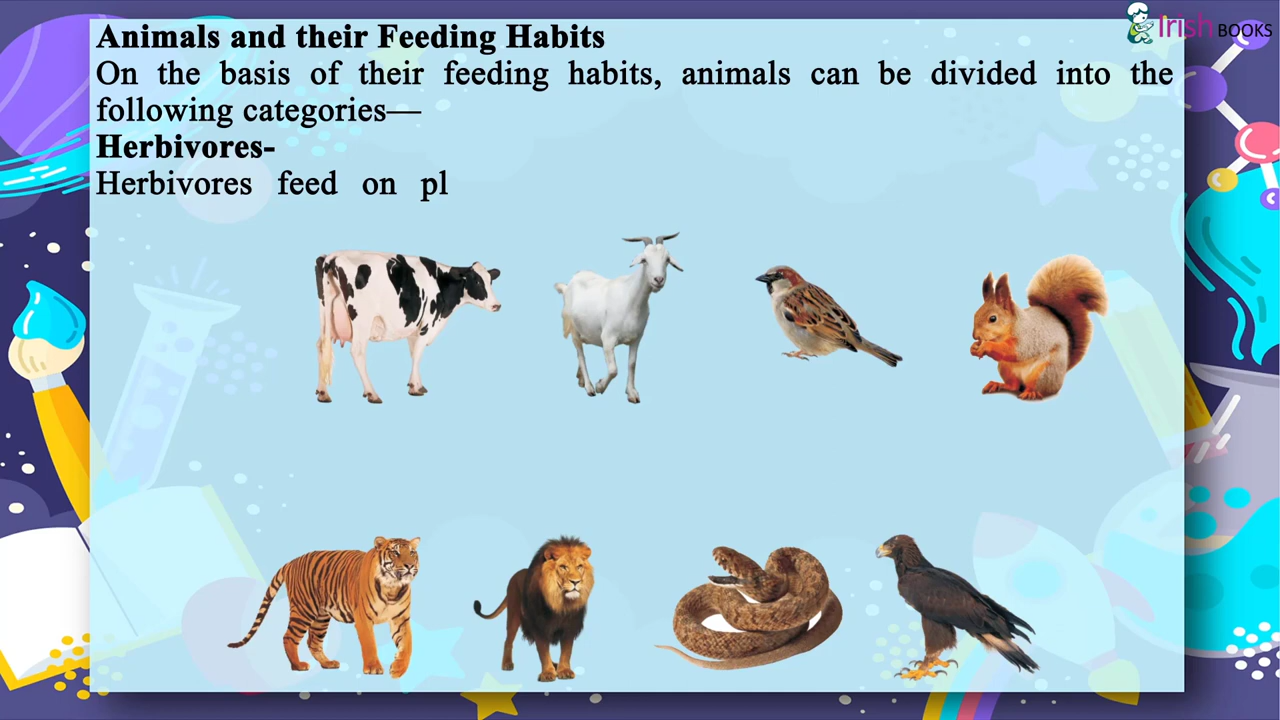 Irish BOOKS
Animals and their Feeding Habits
On the basis of their feeding habits, animals can be divided into the
following categories—
Herbivores-
Herbivores feed on pl